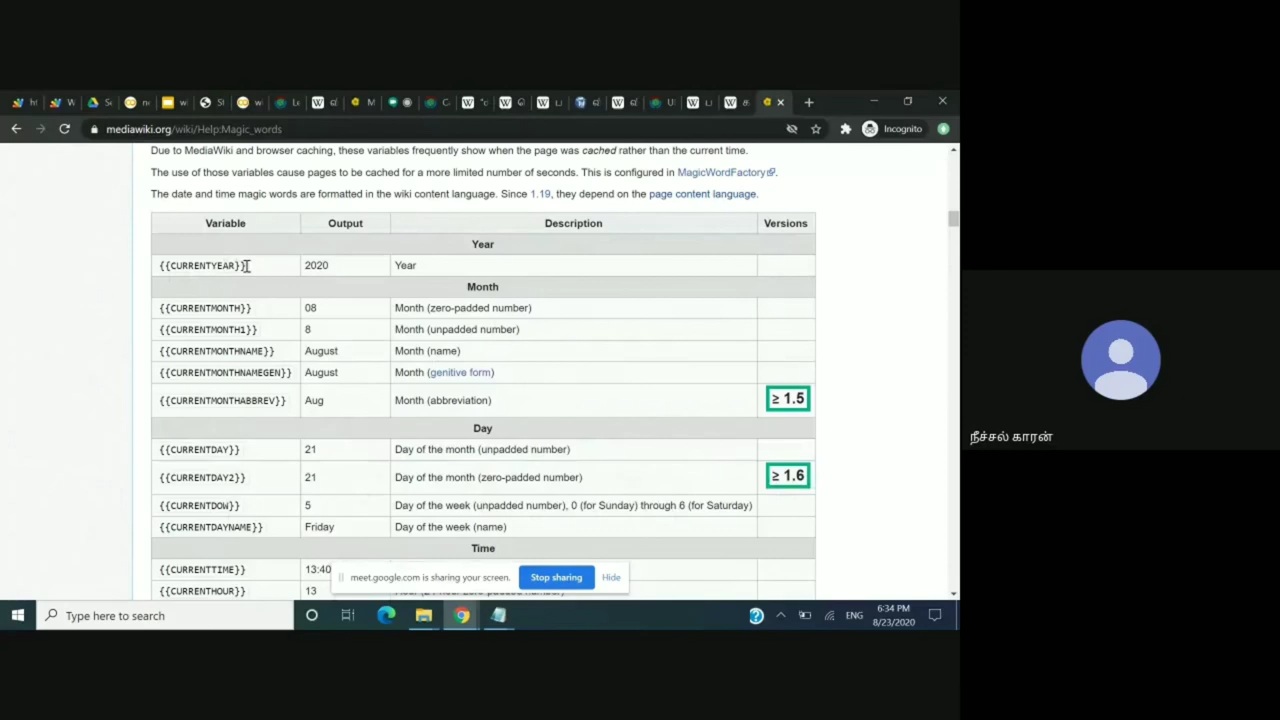 mediawiki.org/wiki/Help:Magic_words
Incognito
Due to MediaWiki and browser caching, these variables frequently show when the page was cached rather than the current time.
The use of those variables cause pages to be cached for a more limited number of seconds. This is configured in MagicWordFactory.
The date and time magic words are formatted in the wiki content language. Since 1.19, they depend on the page content language.
Variable Output Description Versions
Year
{{CURRENTYEAR}} 2020 Year
Month
{{CURRENTMONTH}} 08 Month (zero-padded number)
{{CURRENTMONTH1}} 8 Month (unpadded number)
{{CURRENTMONTHNAME}} August Month (name)
{{CURRENTMONTHNAMEGEN}} August Month (genitive form)
{{CURRENTMONTHABBREV}} Aug Month (abbreviation) ≥ 1.5
Day
{{CURRENTDAY}} 21 Day of the month (unpadded number)
{{CURRENTDAY2}} 21 Day of the month (zero-padded number) ≥ 1.6
{{CURRENTDOW}} 5 Day of the week (unpadded number), 0 (for Sunday) through 6 (for Saturday)
{{CURRENTDAYNAME}} Friday Day of the week (name)
Time
{{CURRENTTIME}} 13:40
{{CURRENTHOUR}} 13
meet.google.com is sharing your screen. Stop sharing Hide
Type here to search
ENG
6:34 PM
8/23/2020
நீச்சல் காரன்